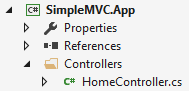 SimpleMVC.App
Properties
References
Controllers
C# HomeController.cs